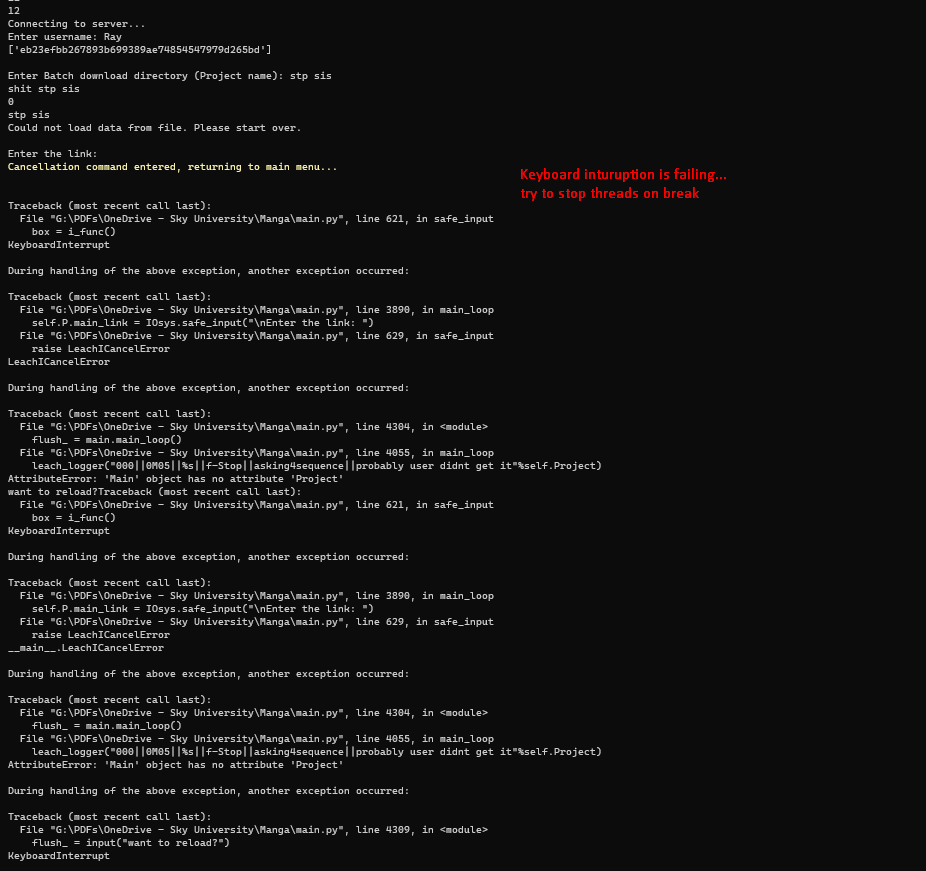 12
Connecting to server...
Enter username: Ray
['eb23efbb267893b699389ae74854547979d265bd']
Enter Batch download directory (Project name): stp sis
shit stp sis
0
stp sis
Could not load data from file. Please start over.
Enter the link:
Cancellation command entered, returning to main menu...
Keyboard inturuption is failing...
try to stop threads on break
Traceback (most recent call last):
File "G:\PDFs\OneDrive - Sky University\Manga\main.py", line 621, in safe_input
box = i_func()
KeyboardInterrupt
During handling of the above exception, another exception occurred:
Traceback (most recent call last):
File "G:\PDFs\OneDrive - Sky University\Manga\main.py", line 3890, in main_loop
self.P.main_link = IOsys.safe_input("\nEnter the link: ")
File "G:\PDFs\OneDrive - Sky University\Manga\main.py", line 629, in safe_input
raise LeachICancelError
LeachICancelError
During handling of the above exception, another exception occurred:
Traceback (most recent call last):
File "G:\PDFs\OneDrive - Sky University\Manga\main.py", line 4304, in <module>
flush_ = main.main_loop()
File "G:\PDFs\OneDrive - Sky University\Manga\main.py", line 4055, in main_loop
leach_logger("000||0M05||%s||f-Stop||asking4sequence||probably user didnt get it"%self.Project)
AttributeError: 'Main' object has no attribute 'Project'
want to reload?Traceback (most recent call last):
File "G:\PDFs\OneDrive - Sky University\Manga\main.py", line 621, in safe_input
box = i_func()
KeyboardInterrupt
During handling of the above exception, another exception occurred:
Traceback (most recent call last):
File "G:\PDFs\OneDrive - Sky University\Manga\main.py", line 3890, in main_loop
self.P.main_link = IOsys.safe_input("\nEnter the link: ")
File "G:\PDFs\OneDrive - Sky University\Manga\main.py", line 629, in safe_input
raise LeachICancelError
__main__.LeachICancelError
During handling of the above exception, another exception occurred:
Traceback (most recent call last):
File "G:\PDFs\OneDrive - Sky University\Manga\main.py", line 4304, in <module>
flush_ = main.main_loop()
File "G:\PDFs\OneDrive - Sky University\Manga\main.py", line 4055, in main_loop
leach_logger("000||0M05||%s||f-Stop||asking4sequence||probably user didnt get it"%self.Project)
AttributeError: 'Main' object has no attribute 'Project'
During handling of the above exception, another exception occurred:
Traceback (most recent call last):
File "G:\PDFs\OneDrive - Sky University\Manga\main.py", line 4309, in <module>
flush_ = input("want to reload?")
KeyboardInterrupt